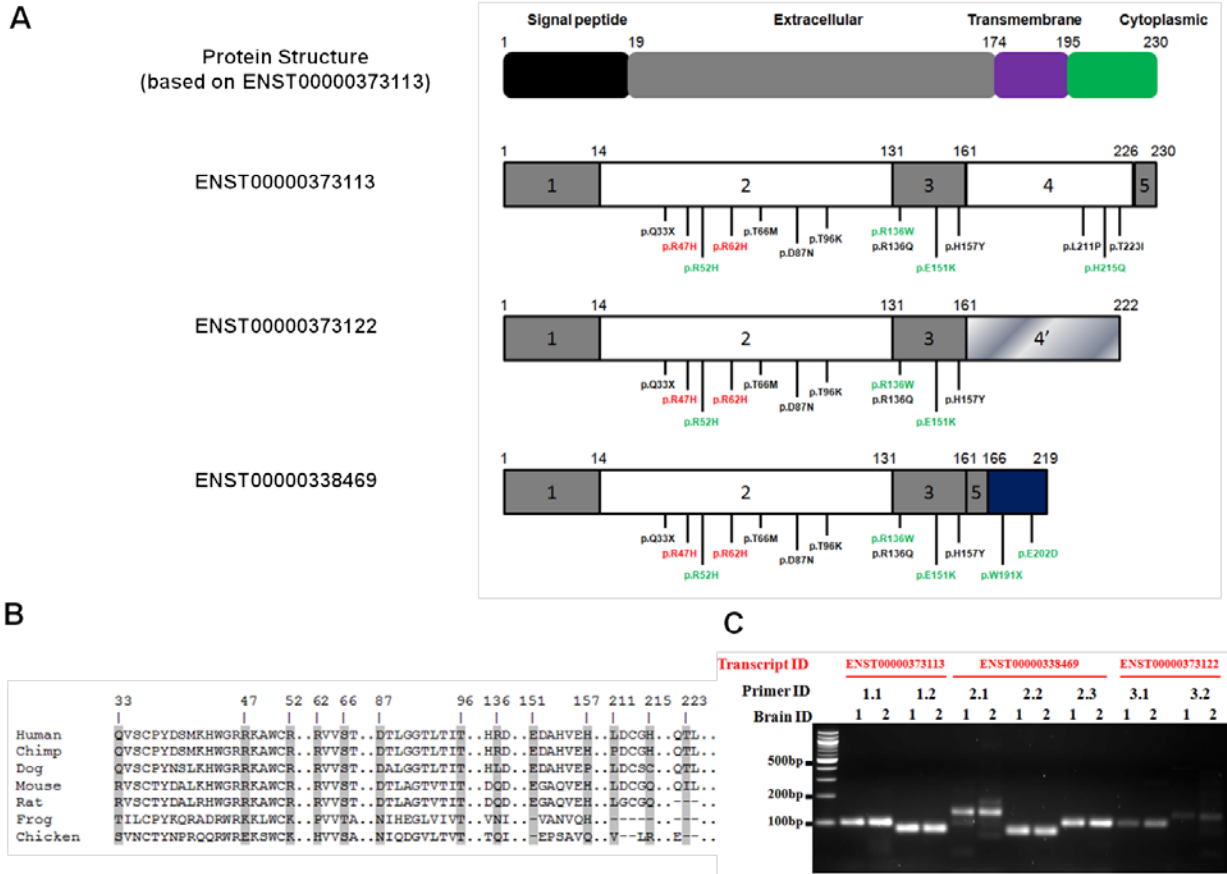 A
Signal peptide Extracellular Transmembrane Cytoplasmic
1 19 174 195 230
Protein Structure
(based on ENST00000373113)
1 14 131 161 226 230
ENST00000373113
1 2 3 4 5
p.Q33X p.R47H p.R52H p.R62H p.T66M p.D87N p.T96K p.R136W p.R136Q p.E151K p.H157Y p.L211P p.H215Q p.T223I
1 14 131 161 222
ENST00000373122
1 2 3 4'
p.Q33X p.R47H p.R52H p.R62H p.T66M p.D87N p.T96K p.R136W p.R136Q p.E151K p.H157Y
1 14 131 161 166 219
ENST00000338469
1 2 3 5
p.Q33X p.R47H p.R52H p.R62H p.T66M p.D87N p.T96K p.R136W p.R136Q p.E151K p.H157Y p.W191X p.E202D
B
33 47 52 62 66 87 96 136 151 157 211 215 223
Human QVSCPYDSMKHWGRRKAWCR..RVVST..DTLGGTLTIT..HRD..EDAHVEH..LDCGH..QTL..
Chimp QVSCPYDSMKHWGRRKAWCR..RVVST..DTLGGTLTIT..HRD..EDAHVEH..PDCGH..QTL..
Dog QVSCPYNSLKHWGRRKAWCR..RVVST..DALGGTLTIT..HLD..EDAHVEP..LDCSC..QTL..
Mouse RVSCTYDALKHWGRRKAWCR..RVVST..DTLAGTVTIT..DQD..EGAQVEH..LDCGQ..QIL..
Rat RVSCTYDALRHWGRRKAWCR..RVVST..DTLAGTVTIT..DQD..EGAQVEHLGCGQ..---..
Frog TILCPYKQRADRWRKKLWCK..PVVTA..NIHEGLVIVT..VNI..-VANVQH..-----..---..
Chicken SVNCTYNPRQQRWREKSWCK..HVVTS..NIQDGVLTVT..TQI..-EPSAVQ..V--LR..E--..
C
Transcript ID ENST00000373113 ENST00000338469 ENST00000373122
Primer ID 1.1 1.2 2.1 2.2 2.3 3.1 3.2
Brain ID 1 2 1 2 1 2 1 2 1 2 1 2 1 2
500bp
200bp
100bp